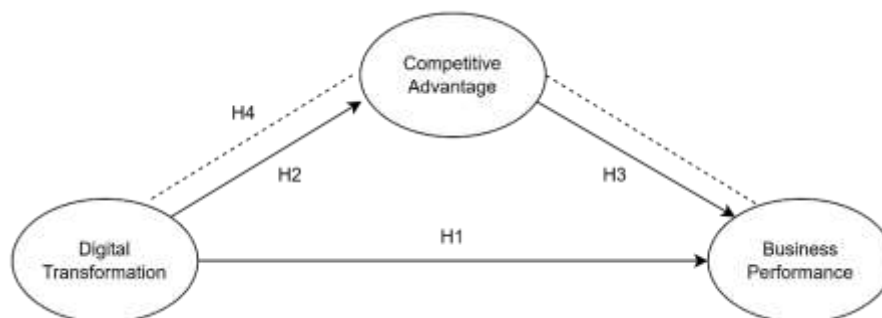 Competitive
Advantage
H4
H2
H3
H1
Digital
Transformation
Business
Performance